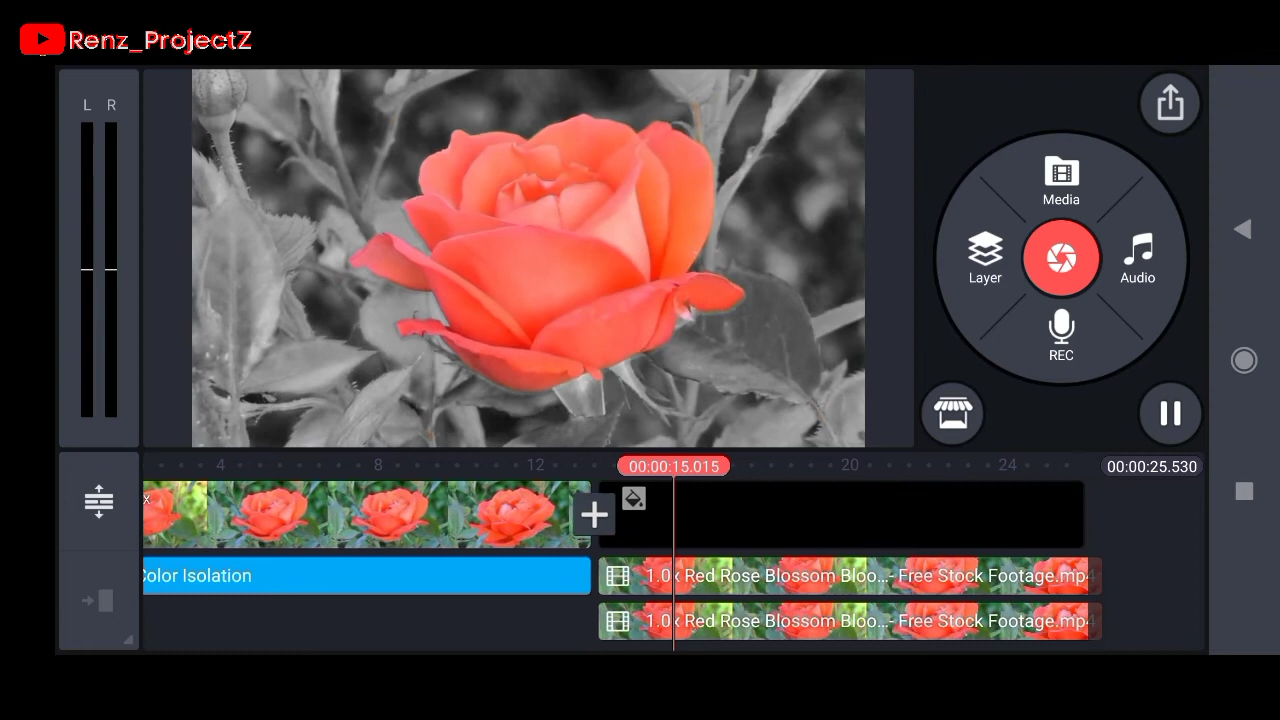 Renz_ProjectZ
L R
Media
Layer
Audio
REC
4 8 12 00:00:15.015 20 24 00:00:25.530
x
Color Isolation
1.0x Red Rose Blossom Bloo...- Free Stock Footage.mp4
1.0x Red Rose Blossom Bloo...- Free Stock Footage.mp4